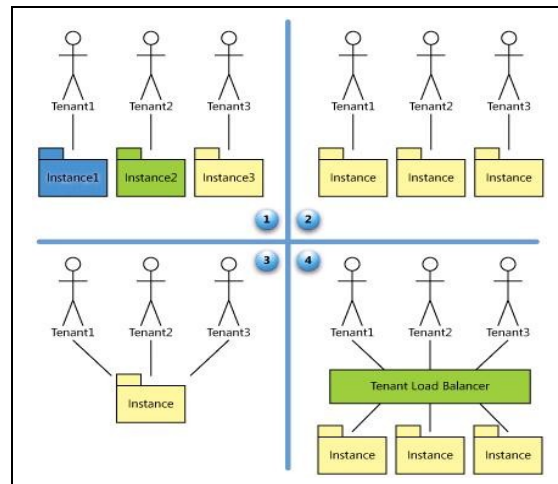 Tenant1 Tenant2 Tenant3
Instance1 Instance2 Instance3
1
Tenant1 Tenant2 Tenant3
Instance Instance Instance
2
3
Tenant1 Tenant2 Tenant3
Instance
4
Tenant1 Tenant2 Tenant3
Tenant Load Balancer
Instance Instance Instance